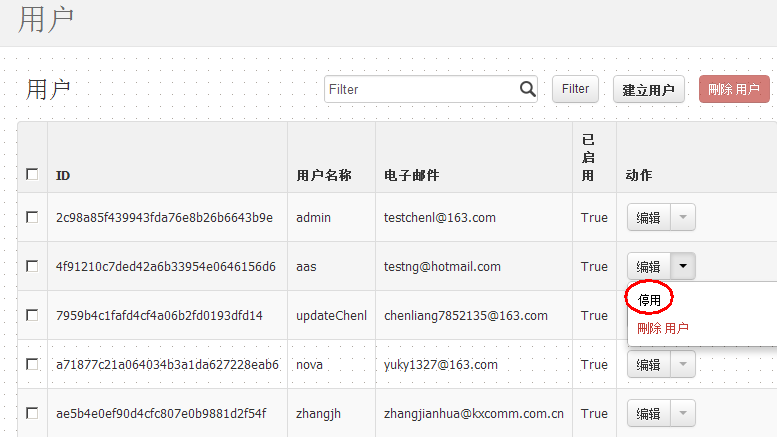 用户
用户
Filter
Filter
建立用户
刪除 用户
ID
用户名称
电子邮件
已启用
动作
2c98a85f439943fda76e8b26b6643b9e
admin
testchenl@163.com
True
编辑
4f91210c7ded42a6b33954e0646156d6
aas
testng@hotmail.com
True
编辑
停用
刪除 用户
7959b4c1fafd4cf4a06b2fd0193dfd14
updateChenl
chenliang7852135@163.com
True
a71877c21a064034b3a1da627228eab6
nova
yuky1327@163.com
True
编辑
ae5b4e0ef90d4cfc807e0b9881d2f54f
zhangjh
zhangjianhua@kxcomm.com.cn
True
编辑